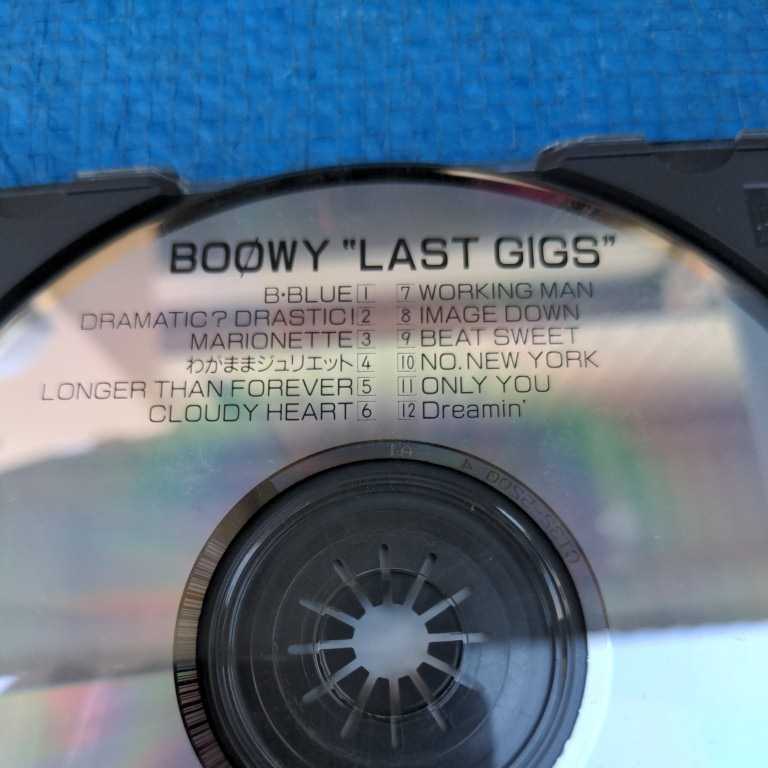 BOØWY "LAST GIGS"
B・BLUE 1
DRAMATIC? DRASTIC! 2
MARIONETTE 3
わがままジュリエット 4
LONGER THAN FOREVER 5
CLOUDY HEART 6
7 WORKING MAN
8 IMAGE DOWN
9 BEAT SWEET
10 NO. NEW YORK
11 ONLY YOU
12 Dreamin'